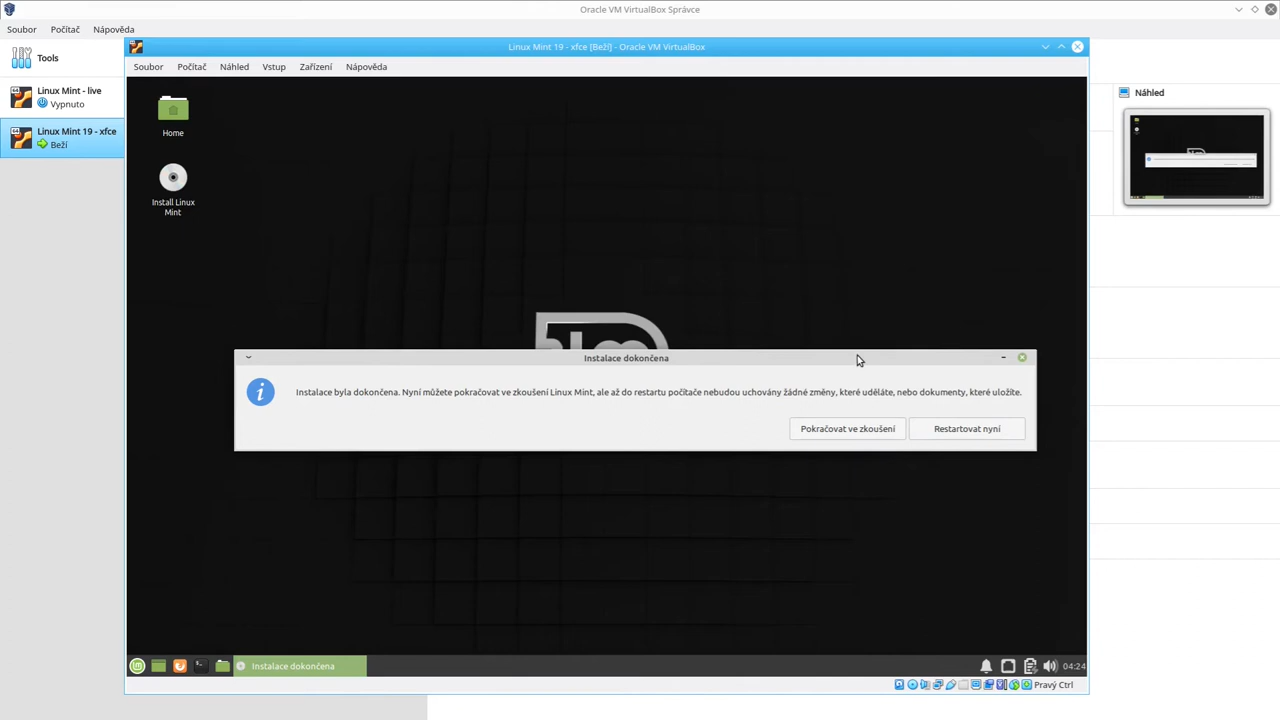 Oracle VM VirtualBox Správce
Soubor Počítač Nápověda
Tools
Linux Mint - live
Vypnuto
Linux Mint 19 - xfce
Beží
Linux Mint 19 - xfce [Beží] - Oracle VM VirtualBox
Soubor Počítač Náhled Vstup Zařízení Nápověda
Náhled
Home
Install Linux
Mint
Instalace dokončena
Instalace byla dokončena. Nyní můžete pokračovat ve zkoušení Linux Mint, ale až do restartu počítače nebudou uchovány žádné změny, které uděláte, nebo dokumenty, které uložíte.
Pokračovat ve zkoušení Restartovat nyní
Instalace dokončena
04:24
Pravý Ctrl